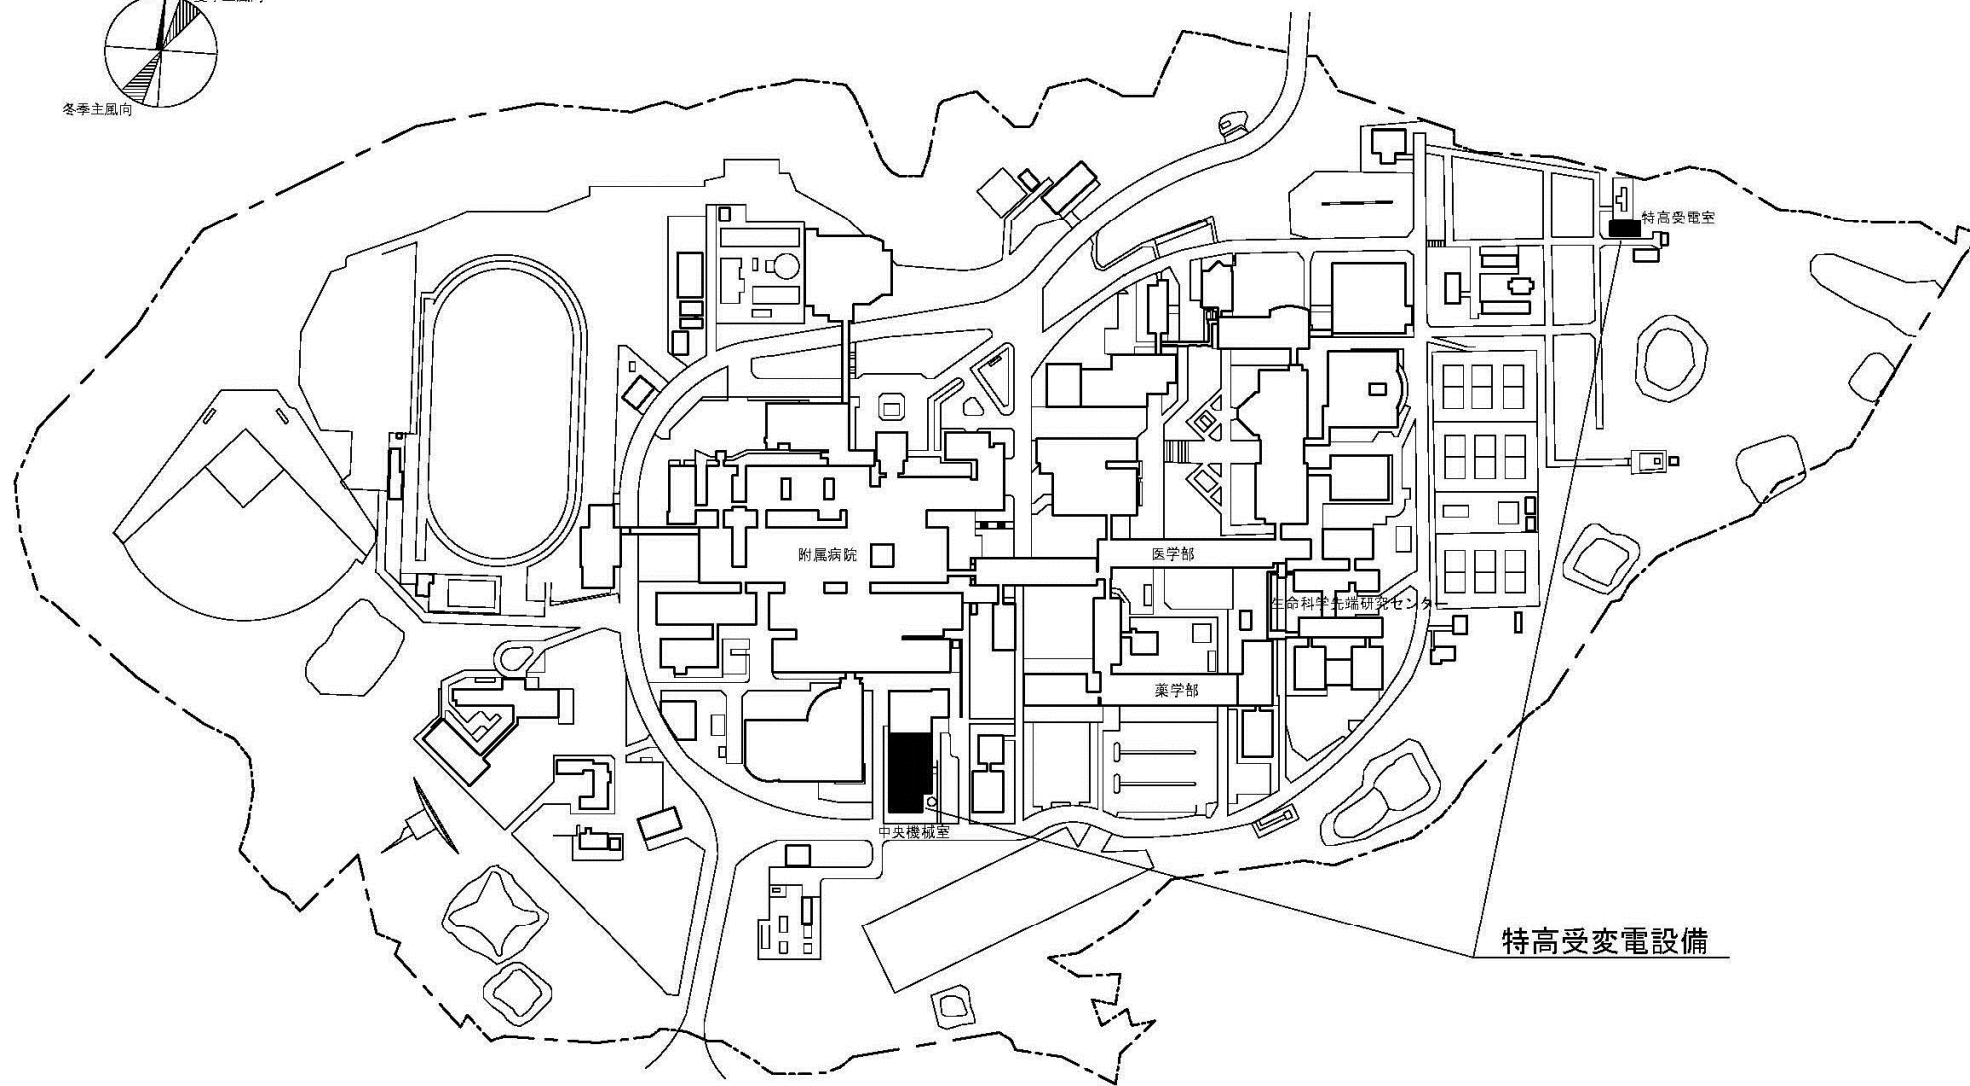 冬季主風向
特高受電室
附属病院
医学部
生命科学先端研究センター
薬学部
中央機械室
特高受変電設備